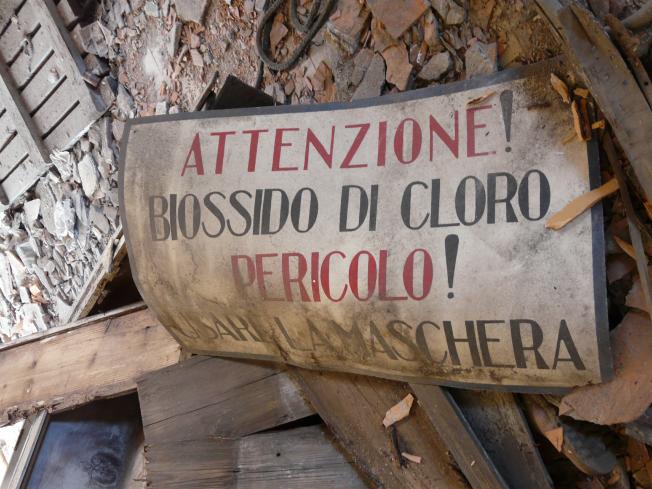 ATTENZIONE!
BIOSSIDO DI CLORO
PERICOLO!
USARE LA MASCHERA